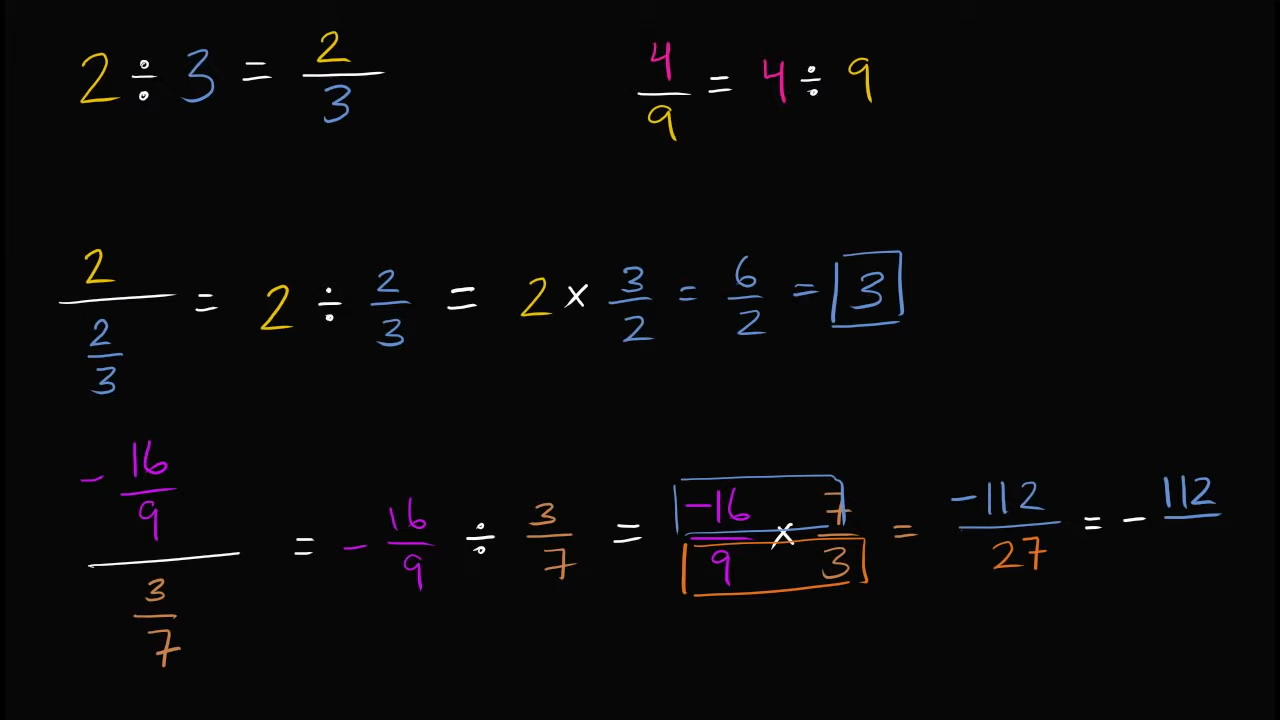 2 ÷ 3 = 2/3
4/9 = 4 ÷ 9
2/(2/3) = 2 ÷ 2/3 = 2 × 3/2 = 6/2 = 3
(-16/9)/(3/7) = -16/9 ÷ 3/7 = -16/9 × 7/3 = -112/27 = -112/